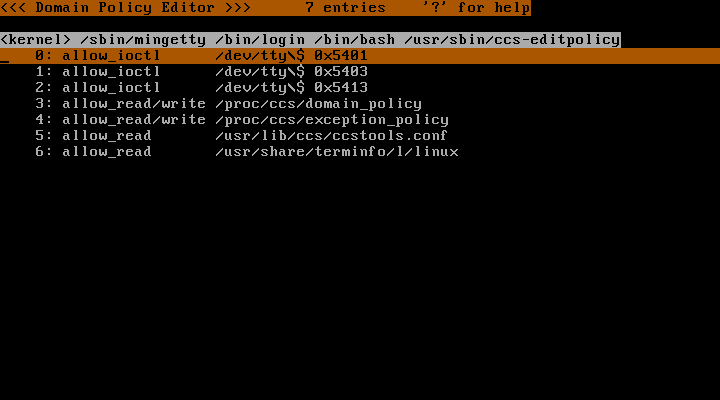 <<< Domain Policy Editor >>>      7 entries    '?' for help
<kernel> /sbin/mingetty /bin/login /bin/bash /usr/sbin/ccs-editpolicy
0: allow_ioctl      /dev/tty\$ 0x5401
1: allow_ioctl      /dev/tty\$ 0x5403
2: allow_ioctl      /dev/tty\$ 0x5413
3: allow_read/write /proc/ccs/domain_policy
4: allow_read/write /proc/ccs/exception_policy
5: allow_read       /usr/lib/ccs/ccstools.conf
6: allow_read       /usr/share/terminfo/l/linux